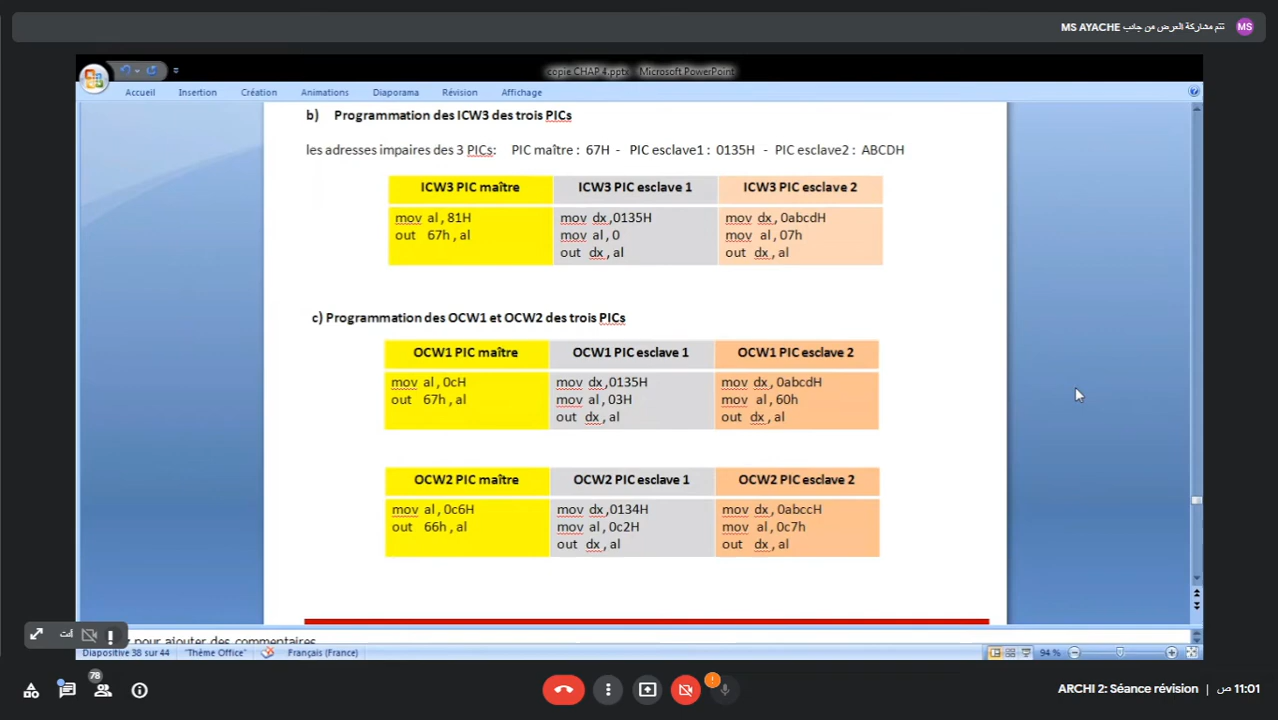 تتم مشاركة العرض من جانب MS AYACHE
MS
copie CHAP 4.pptx - Microsoft PowerPoint
Accueil Insertion Création Animations Diaporama Révision Affichage
b) Programmation des ICW3 des trois PICs
les adresses impaires des 3 PICs: PIC maître : 67H - PIC esclave1 : 0135H - PIC esclave2 : ABCDH
ICW3 PIC maître ICW3 PIC esclave 1 ICW3 PIC esclave 2
mov al , 81H mov dx ,0135H mov dx , 0abcdH
out 67h , al mov al , 0 mov al , 07h
out dx , al out dx , al
c) Programmation des OCW1 et OCW2 des trois PICs
OCW1 PIC maître OCW1 PIC esclave 1 OCW1 PIC esclave 2
mov al , 0cH mov dx ,0135H mov dx , 0abcdH
out 67h , al mov al , 03H mov al , 60h
out dx , al out dx , al
OCW2 PIC maître OCW2 PIC esclave 1 OCW2 PIC esclave 2
mov al , 0c6H mov dx ,0134H mov dx , 0abccH
out 66h , al mov al , 0c2H mov al , 0c7h
out dx , al out dx , al
أنت
pour ajouter des commentaires
Diapositive 38 sur 44 "Thème Office" Français (France) 94 %
78
ARCHI 2: Séance révision | 11:01 ص